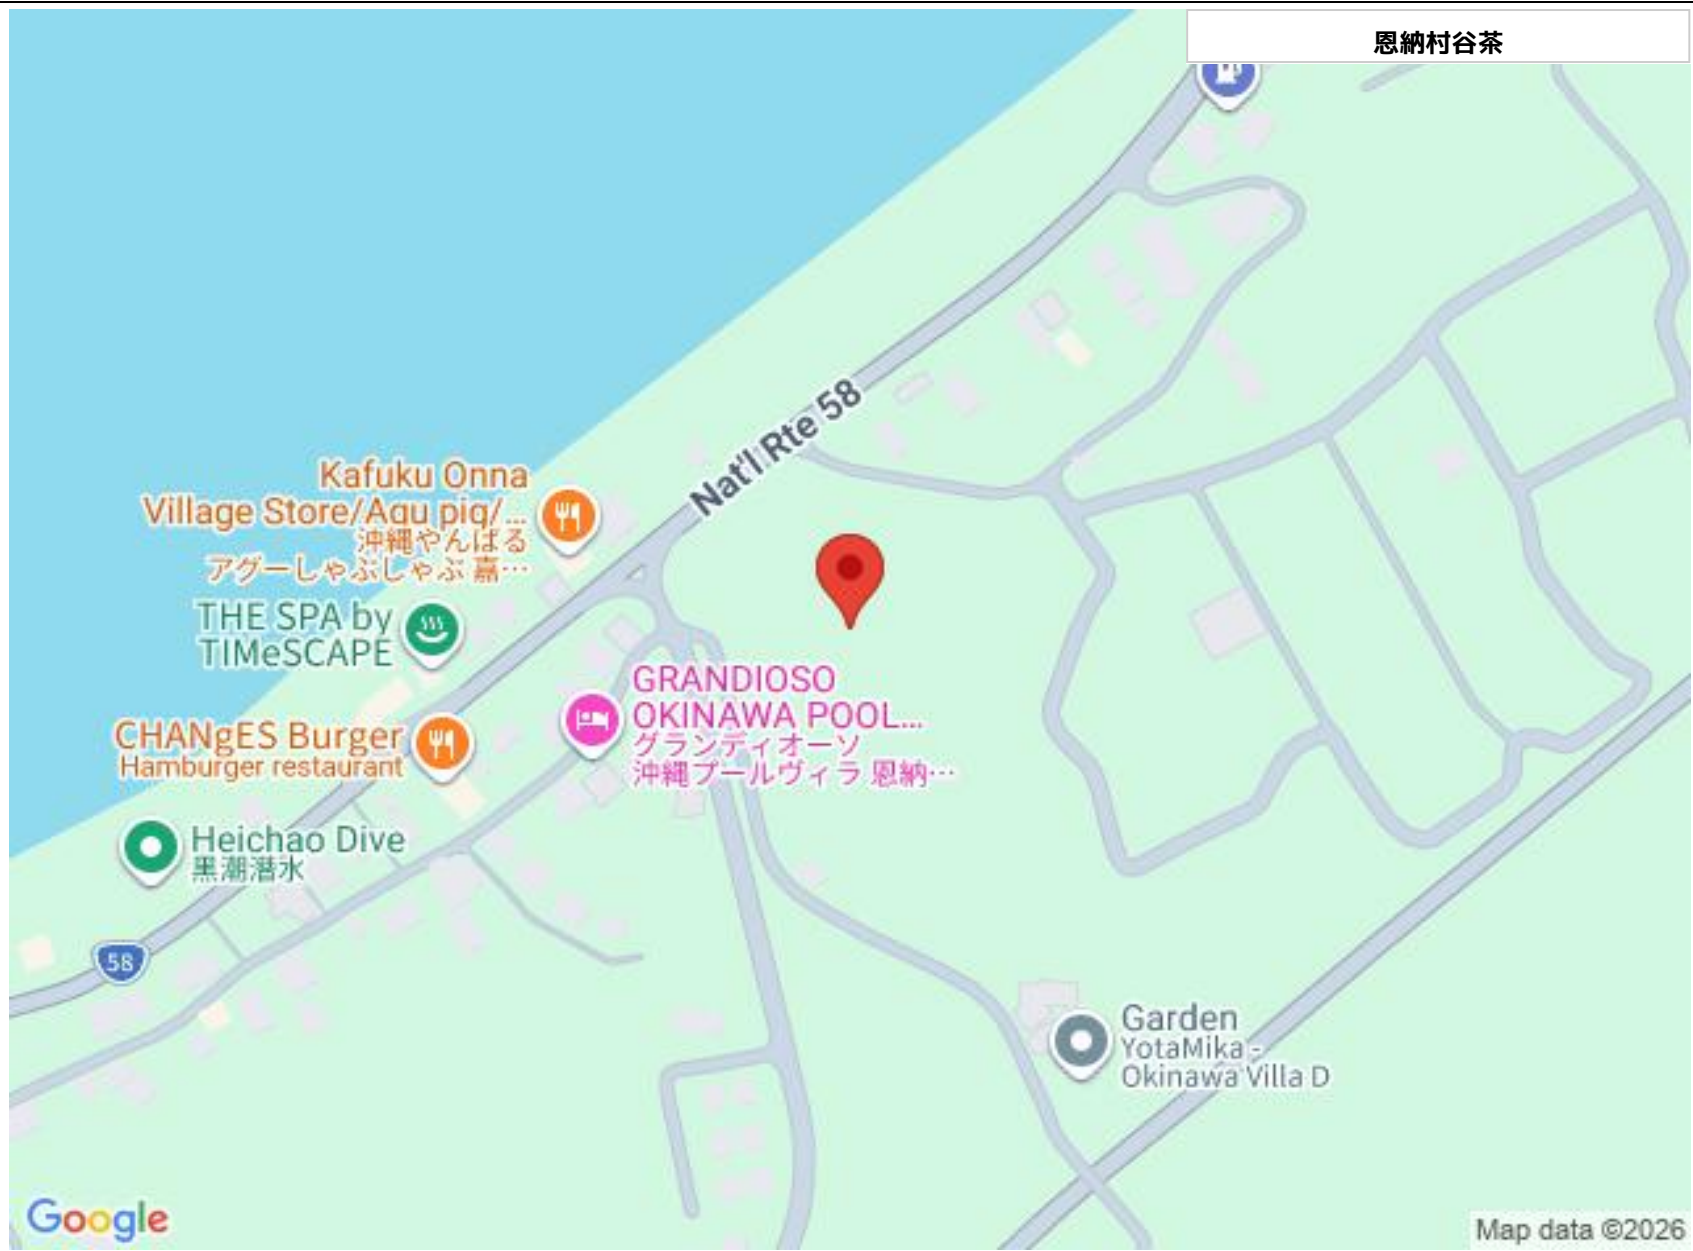 恩納村谷茶
Nat'l Rte 58
Kafuku Onna
Village Store/Agu pig/...
沖縄やんばる
アグーしゃぶしゃぶ 嘉…
THE SPA by
TIMeSCAPE
GRANDIOSO
OKINAWA POOL...
グランディオーソ
沖縄プールヴィラ 恩納…
CHANgES Burger
Hamburger restaurant
Heichao Dive
黒潮潜水
58
Garden
YotaMika -
Okinawa Villa D
Google
Map data ©2026